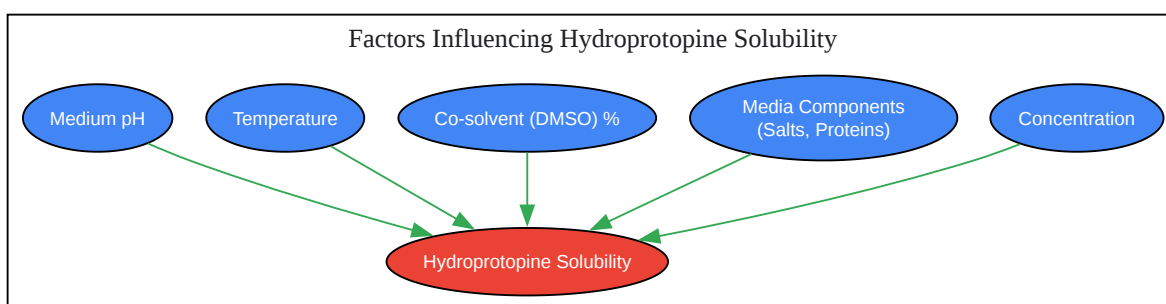 Factors Influencing Hydroprotopine Solubility
Medium pH
Temperature
Co-solvent (DMSO) %
Media Components
(Salts, Proteins)
Concentration
Hydroprotopine Solubility